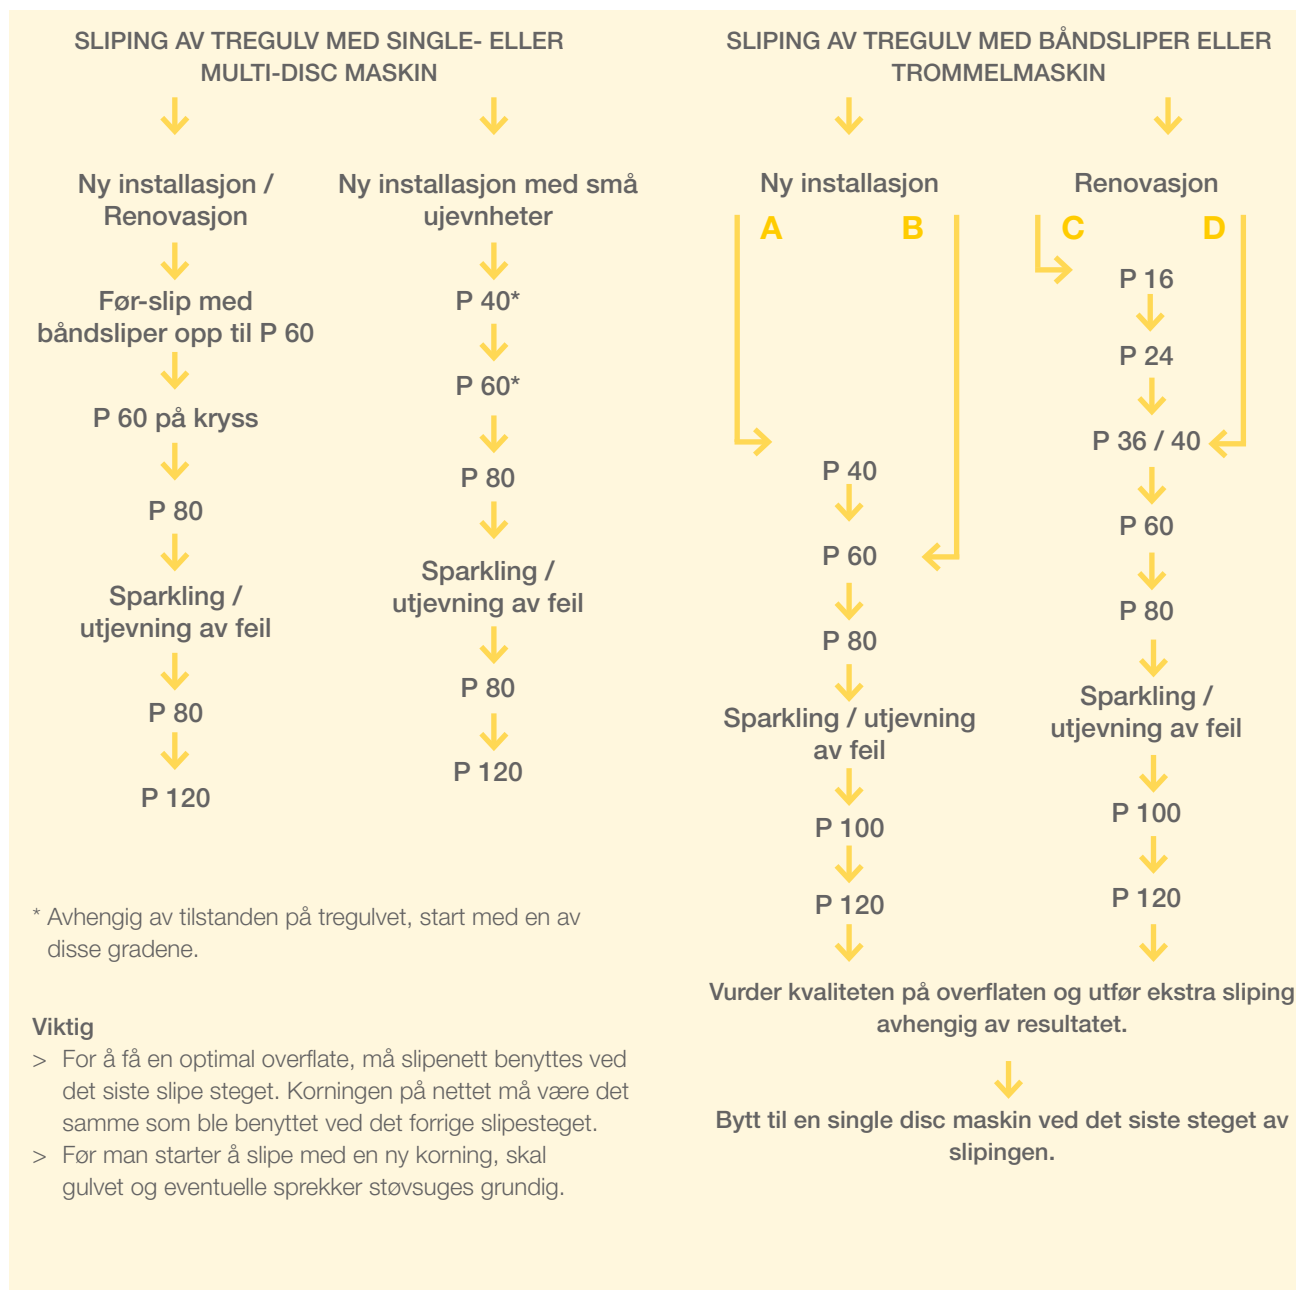 SLIPING AV TREGULV MED SINGLE- ELLER
MULTI-DISC MASKIN
Ny installasjon /
Renovasjon
Før-slip med
båndsliper opp til P 60
P 60 på kryss
P 80
Sparkling /
utjevning av feil
P 80
P 120
Ny installasjon med små
ujevnheter
P 40*
P 60*
P 80
Sparkling /
utjevning av feil
P 80
P 120
* Avhengig av tilstanden på tregulvet, start med en av
disse gradene.
Viktig
> For å få en optimal overflate, må slipenett benyttes ved
det siste slipe steget. Korningen på nettet må være det
samme som ble benyttet ved det forrige slipesteget.
> Før man starter å slipe med en ny korning, skal
gulvet og eventuelle sprekker støvsuges grundig.
SLIPING AV TREGULV MED BÅNDSLIPER ELLER
TROMMELMASKIN
Ny installasjon
A B
P 40
P 60
P 80
Sparkling / utjevning
av feil
P 100
P 120
Renovasjon
C D
P 16
P 24
P 36 / 40
P 60
P 80
Sparkling /
utjevning av feil
P 100
P 120
Vurder kvaliteten på overflaten og utfør ekstra sliping
avhengig av resultatet.
Bytt til en single disc maskin ved det siste steget av
slipingen.